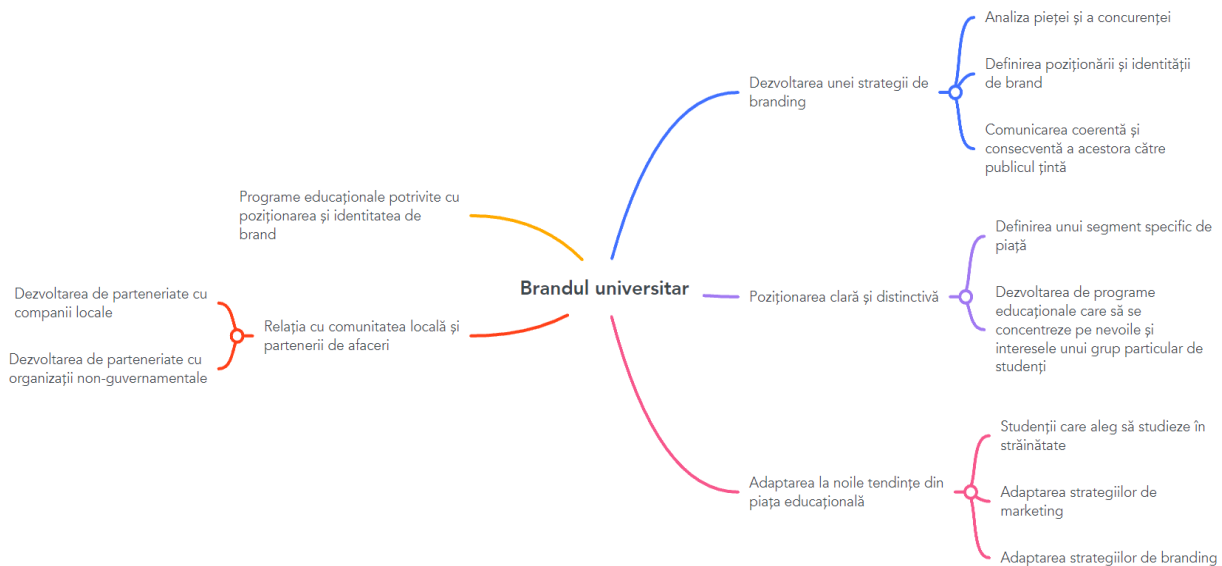 Brandul universitar
Dezvoltarea unei strategii de
branding
Analiza pieței și a concurenței
Definirea poziționării și identității
de brand
Comunicarea coerentă și
consecventă a acestora către
publicul țintă
Poziționarea clară și distinctivă
Definirea unui segment specific de
piață
Dezvoltarea de programe
educaționale care să se
concentreze pe nevoile și
interesele unui grup particular de
studenți
Adaptarea la noile tendințe din
piața educațională
Studenții care aleg să studieze în
străinătate
Adaptarea strategiilor de
marketing
Adaptarea strategiilor de branding
Programe educaționale potrivite cu
poziționarea și identitatea de
brand
Relația cu comunitatea locală și
partenerii de afaceri
Dezvoltarea de parteneriate cu
companii locale
Dezvoltarea de parteneriate cu
organizații non-guvernamentale